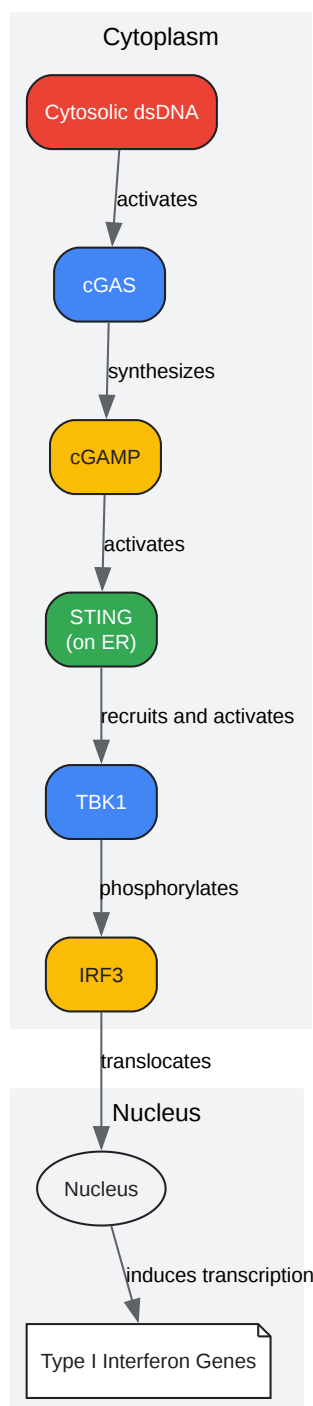 Cytoplasm
Cytosolic dsDNA
activates
cGAS
synthesizes
cGAMP
activates
STING
(on ER)
recruits and activates
TBK1
phosphorylates
IRF3
translocates
Nucleus
Nucleus
induces transcription
Type I Interferon Genes